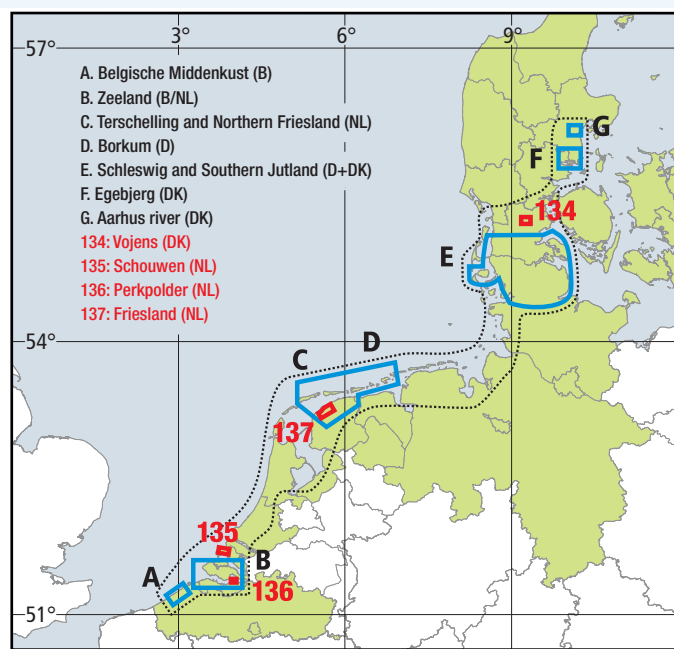 3° 6° 9°
57°
A. Belgische Middenkust (B)
B. Zeeland (B/NL)
C. Terschelling and Northern Friesland (NL)
D. Borkum (D)
E. Schleswig and Southern Jutland (D+DK)
F. Egebjerg (DK)
G. Aarhus river (DK)
134: Vojens (DK)
135: Schouwen (NL)
136: Perkpolder (NL)
137: Friesland (NL)
G
F
134
E
54°
C D
137
135
A B
136
51°